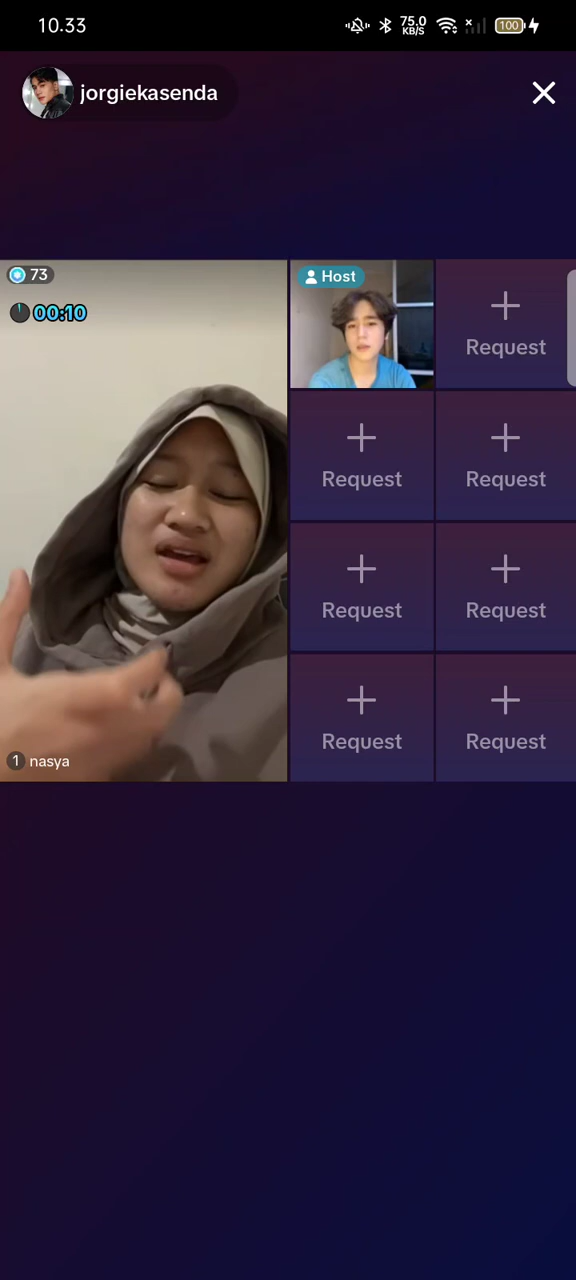 10.33
75.0
KB/S
100
jorgiekasenda
73
00:10
Host
Request
Request
Request
Request
Request
Request
Request
1 nasya